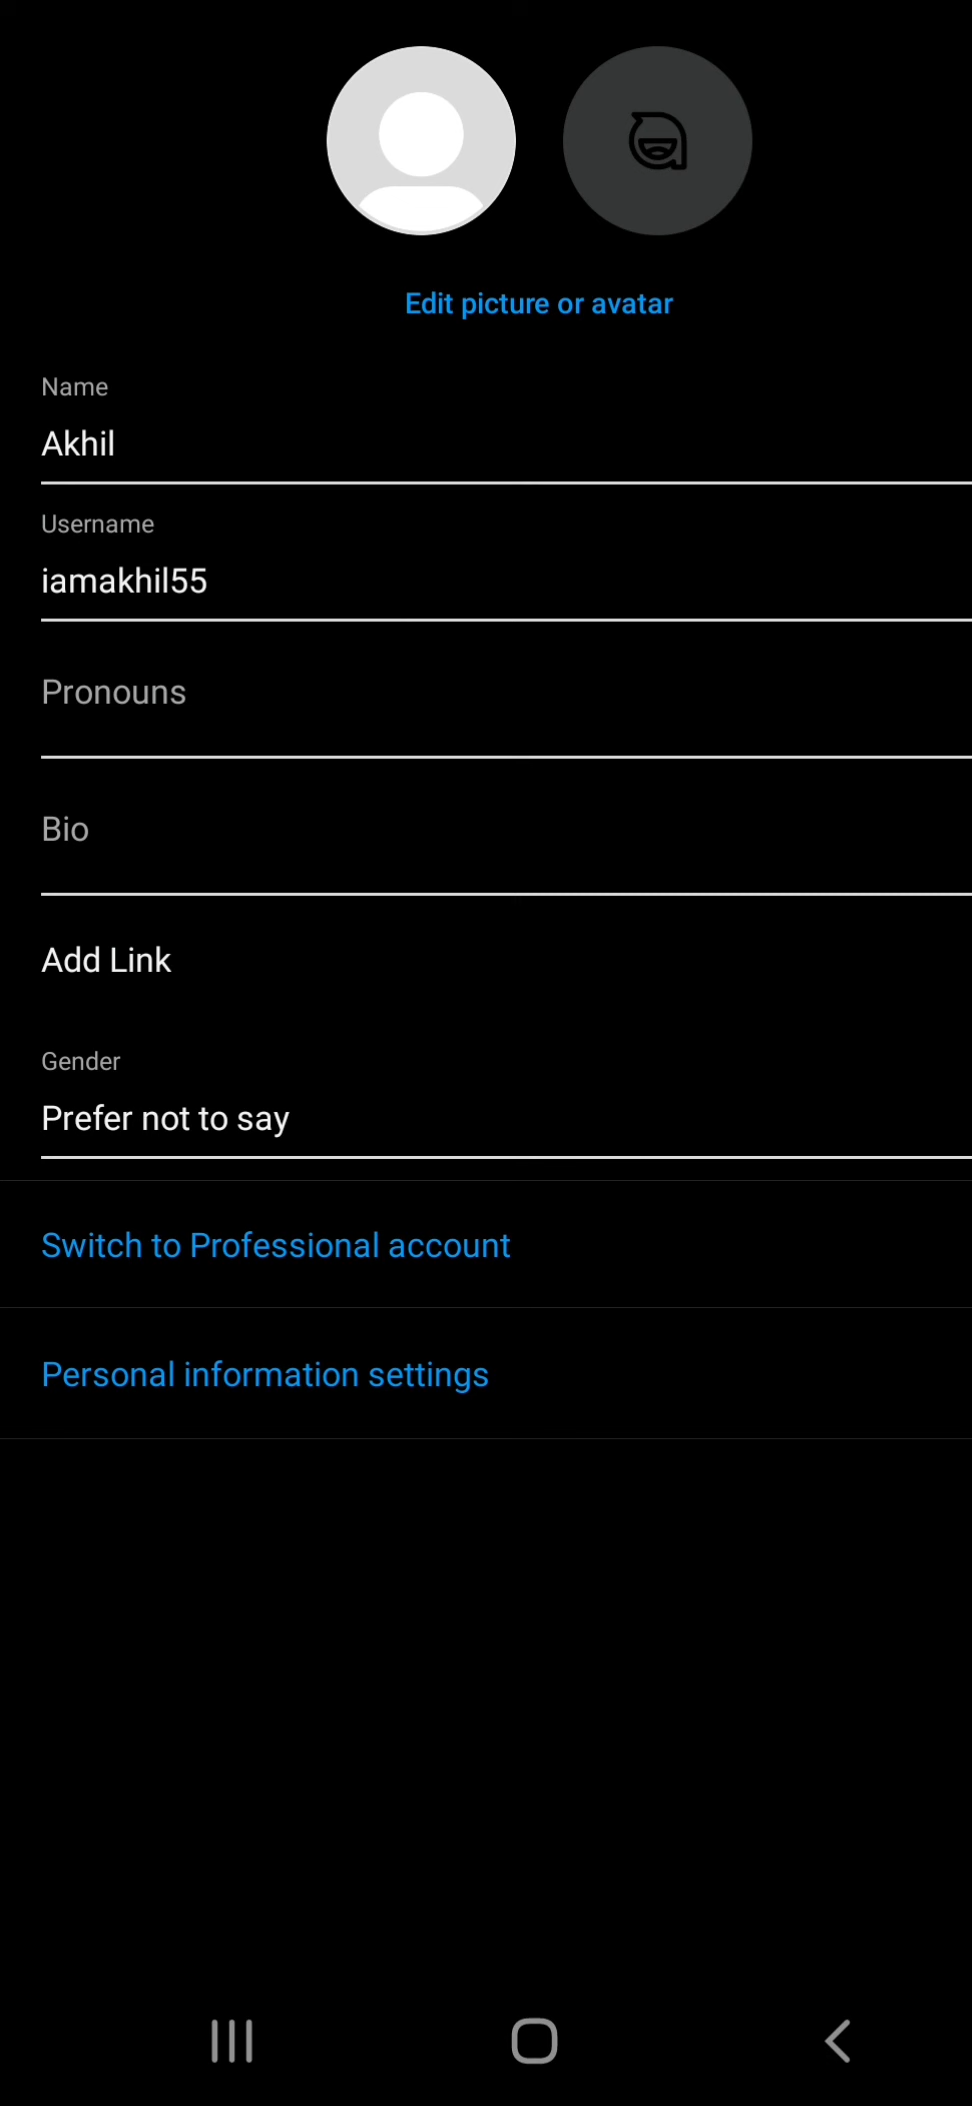 Edit picture or avatar
Name
Akhil
Username
iamakhil55
Pronouns
Bio
Add Link
Gender
Prefer not to say
Switch to Professional account
Personal information settings